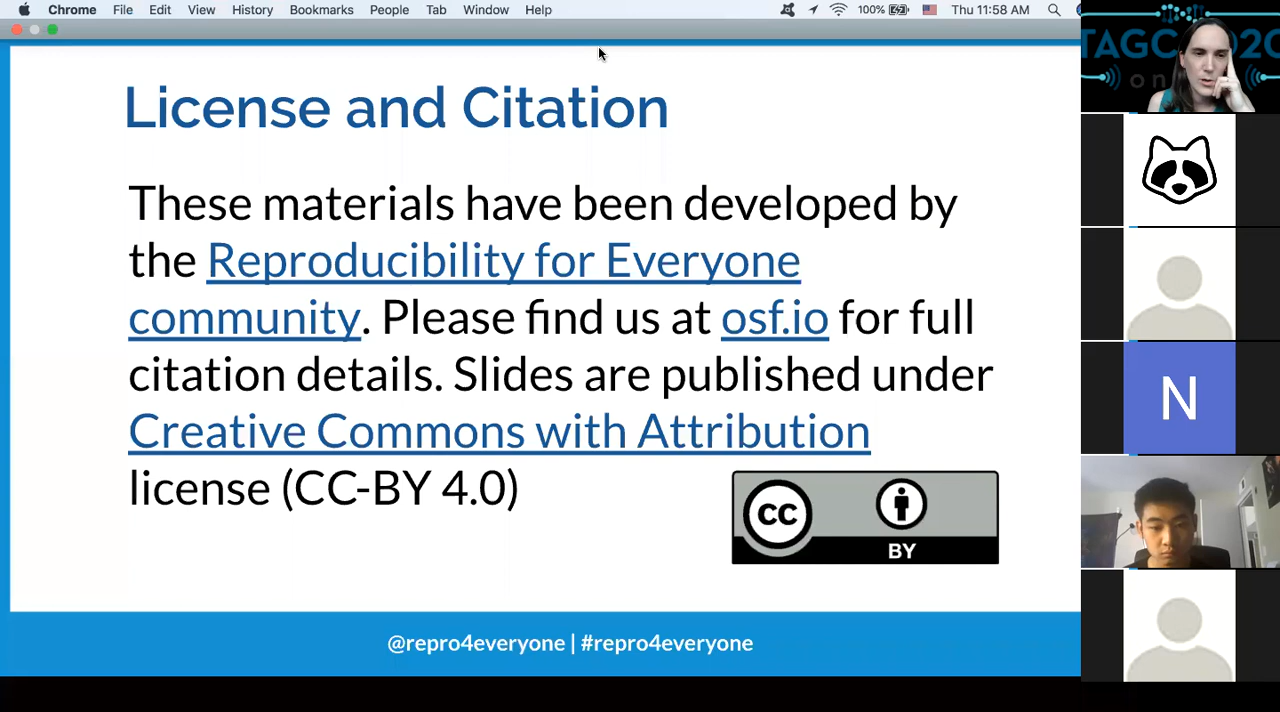 Chrome File Edit View History Bookmarks People Tab Window Help 100% Thu 11:58 AM
License and Citation
These materials have been developed by
the Reproducibility for Everyone
community. Please find us at osf.io for full
citation details. Slides are published under
Creative Commons with Attribution
license (CC-BY 4.0)
CC
BY
@repro4everyone | #repro4everyone
N